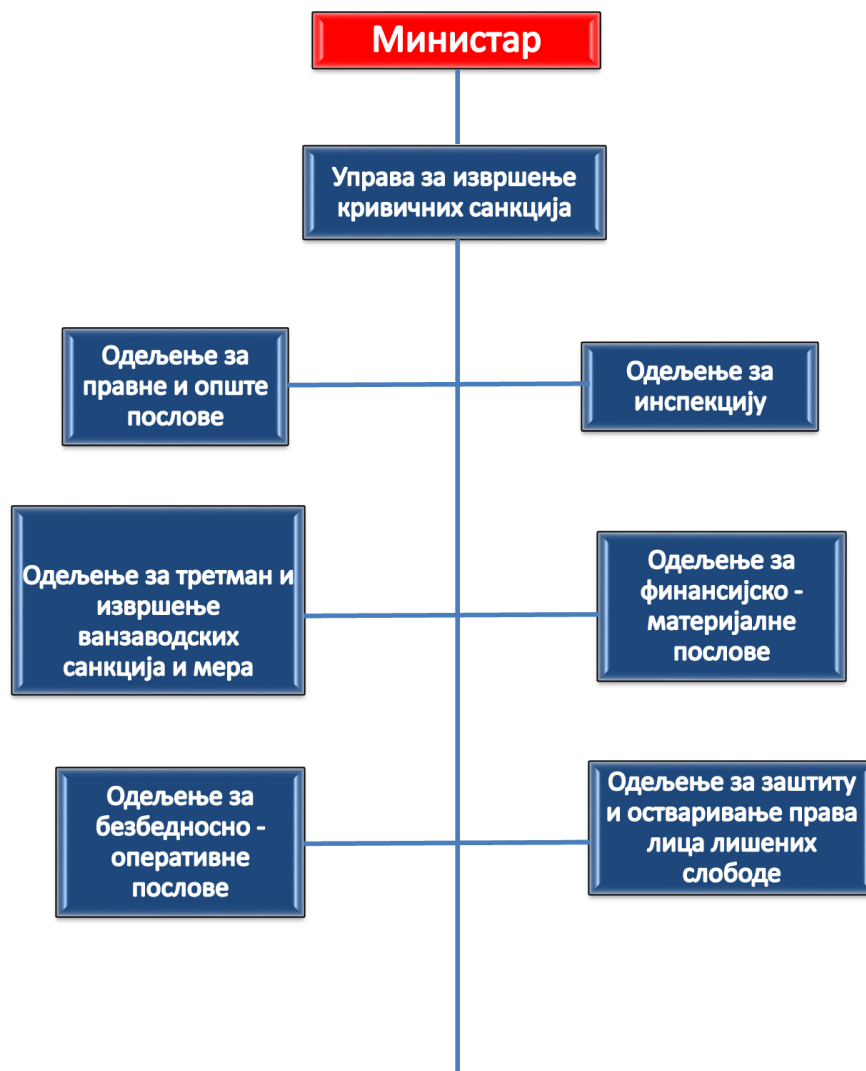 Министар
Управа за извршење
кривичних санкција
Одељење за
правне и опште
послове
Одељење за
инспекцију
Одељење за третман и
извршење
ванзаводских
санкција и мера
Одељење за
финансијско -
материјалне
послове
Одељење за
безбедносно -
оперативне
послове
Одељење за заштиту
и остваривање права
лица лишених
слободе